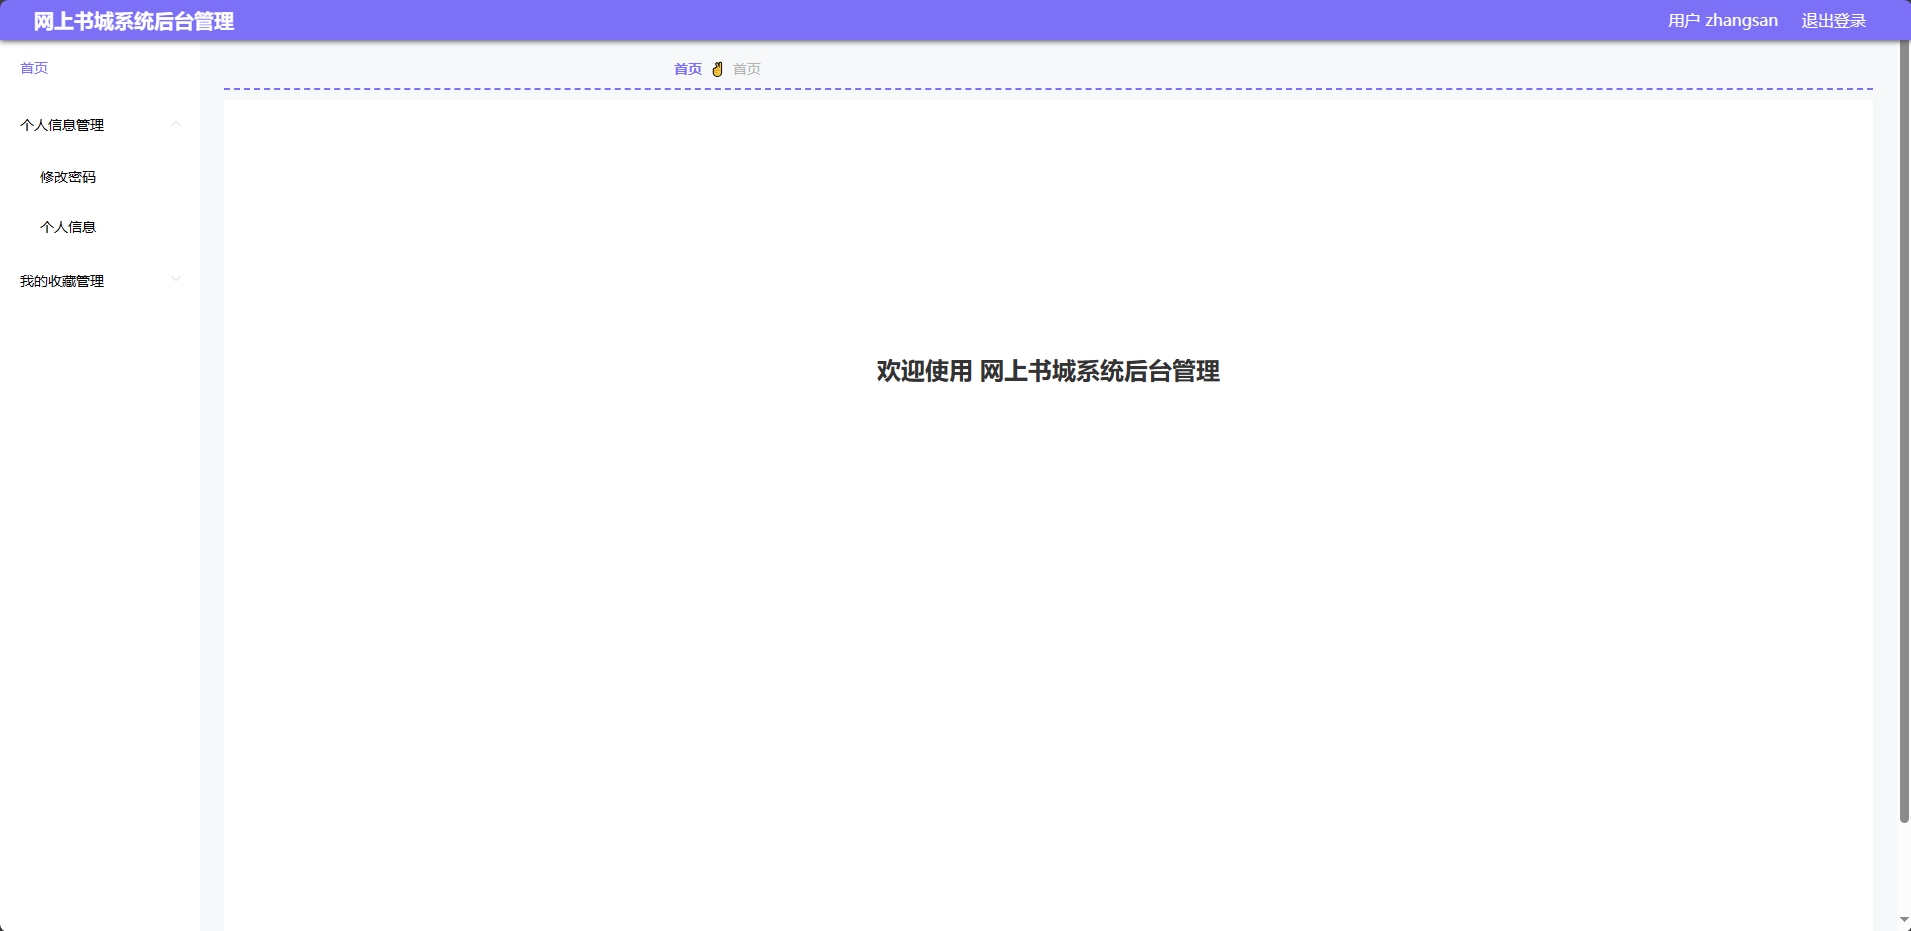 网上书城系统后台管理
用户 zhangsan 退出登录
首页
个人信息管理
修改密码
个人信息
我的收藏管理
首页 ✌ 首页
欢迎使用 网上书城系统后台管理